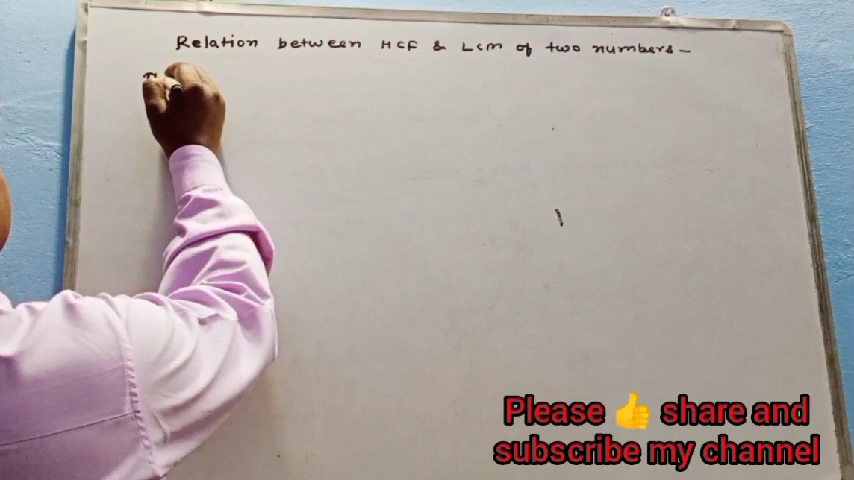 Relation between HCF & LCM of two numbers -
Please 👍 share and
subscribe my channel